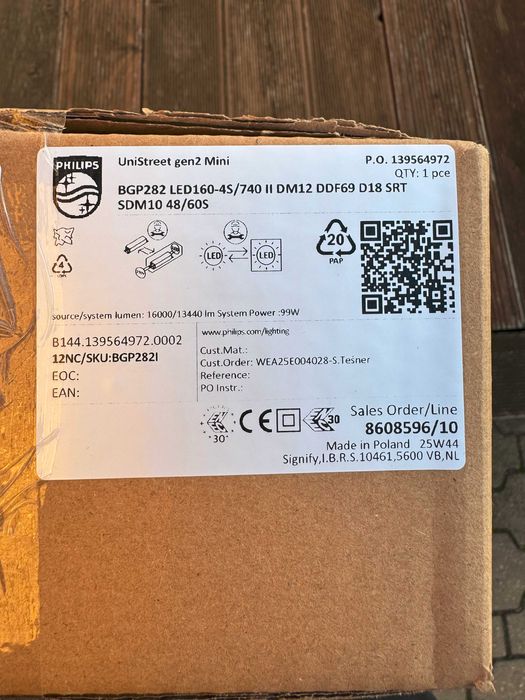 PHILIPS
UniStreet gen2 Mini
P.O. 139564972
QTY: 1 pce
BGP282 LED160-4S/740 II DM12 DDF69 D18 SRT
SDM10 48/60S
LED
LED
20
PAP
4
source/system lumen: 16000/13440 lm System Power :99W
B144.139564972.0002
12NC/SKU:BGP282I
EOC:
EAN:
www.philips.com/lighting
Cust.Mat.:
Cust.Order: WEA25E004028-S.Tešner
Reference:
PO Instr.:
30°
CE
30
Sales Order/Line
8608596/10
Made in Poland 25W44
Signify,I.B.R.S.10461,5600 VB,NL